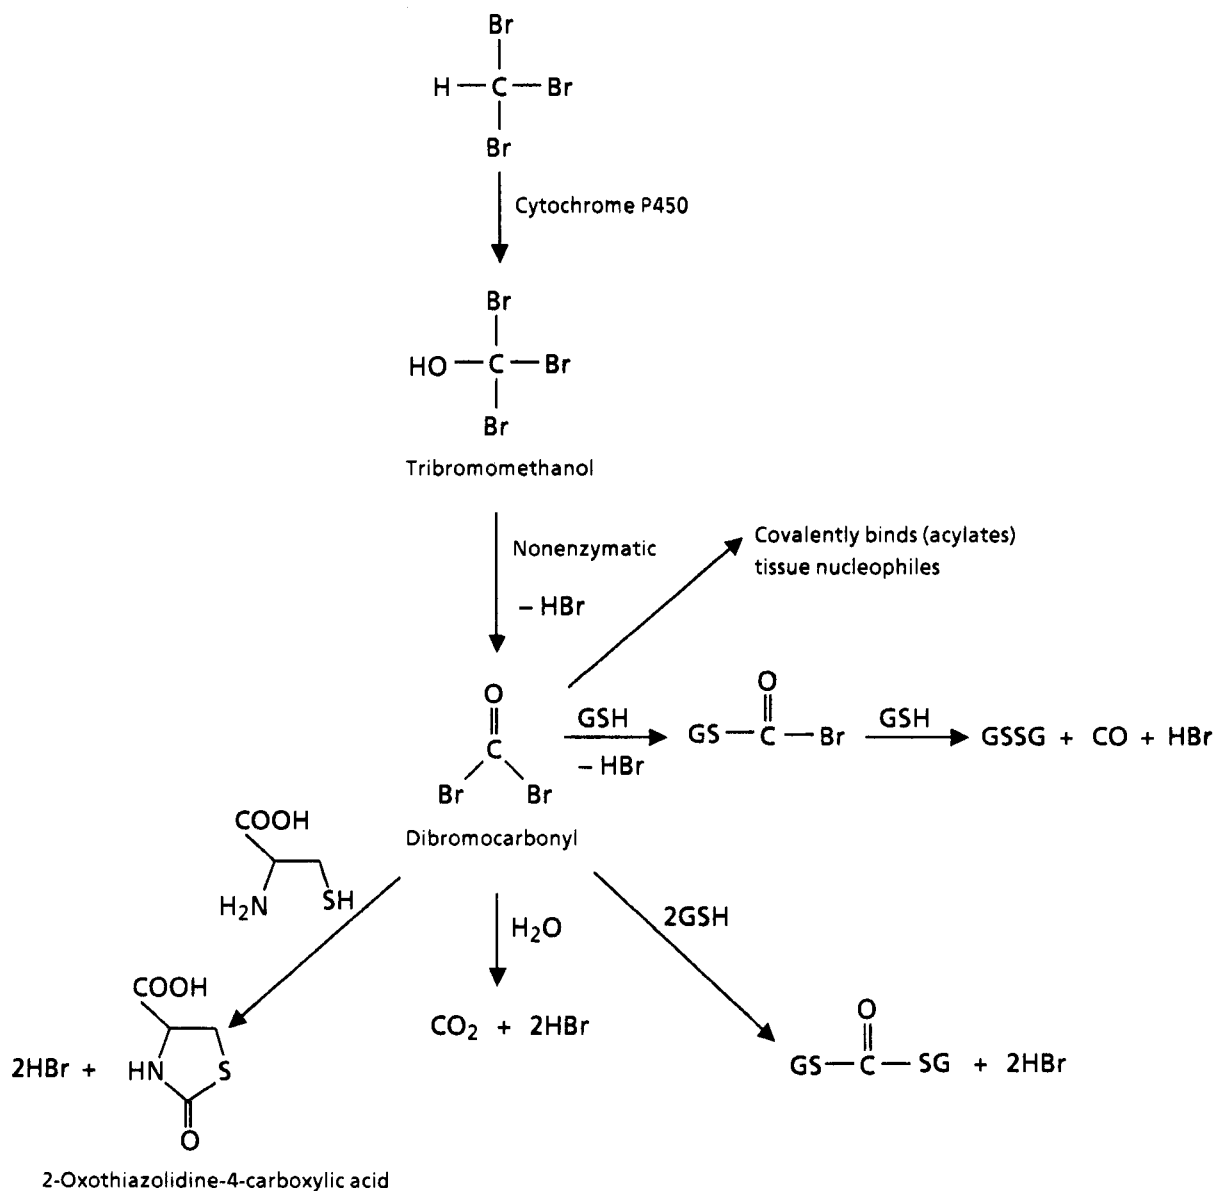 Br
H — C — Br
Br
Cytochrome P450
Br
HO — C — Br
Br
Tribromomethanol
Nonenzymatic
– HBr
Covalently binds (acylates)
tissue nucleophiles
O
C
Br Br
Dibromocarbonyl
GSH
– HBr
O
GS — C — Br
GSH
GSSG + CO + HBr
COOH
H₂N SH
H₂O
2GSH
COOH
2HBr + HN S
O
2-Oxothiazolidine-4-carboxylic acid
CO₂ + 2HBr
O
GS — C — SG + 2HBr